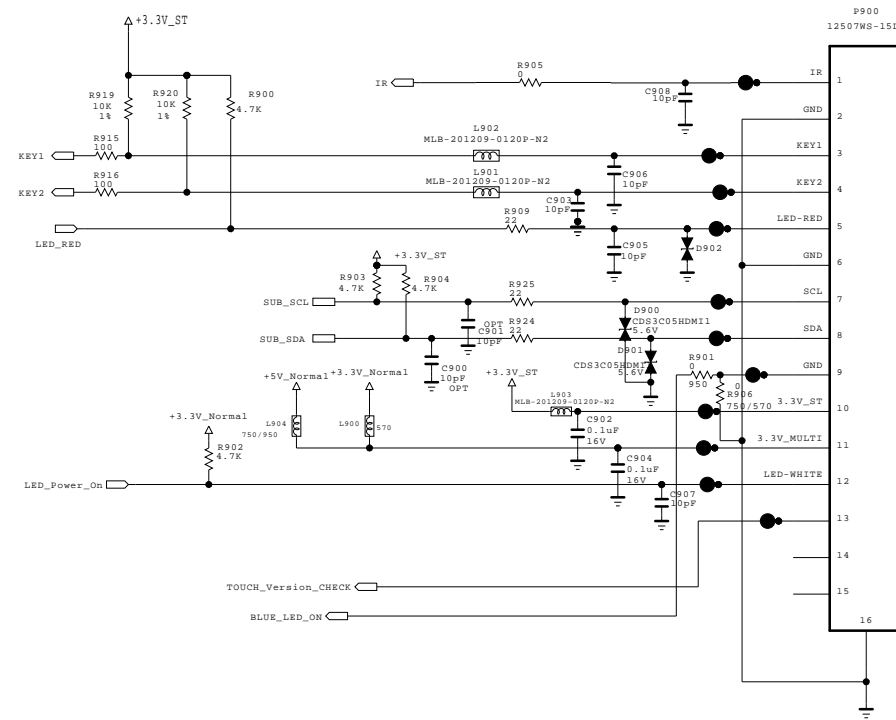 P900
12507WS-15L
+3.3V_ST
R919
10K
1%
R920
10K
1%
R900
4.7K
R905
0
IR
C908
10pF
IR
1
GND
2
KEY1
R915
100
L902
MLB-201209-0120P-N2
C906
10pF
KEY1
3
KEY2
R916
100
L901
MLB-201209-0120P-N2
C903
10pF
KEY2
4
LED_RED
R909
22
C905
10pF
D902
LED-RED
5
GND
6
+3.3V_ST
R903
4.7K
R904
4.7K
SUB_SCL
R925
22
SCL
7
D900
CDS3C05HDMI1
5.6V
SUB_SDA
OPT
C901
10pF
R924
22
SDA
8
D901
CDS3C05HDMI
5.6V
C900
10pF
OPT
R901
0
950
GND
9
0
R906
750/570
+5V_Normal
+3.3V_Normal
+3.3V_ST
L903
MLB-201209-0120P-N2
3.3V_ST
10
C902
0.1uF
16V
+3.3V_Normal
L904
750/950
L900
570
3.3V_MULTI
11
R902
4.7K
C904
0.1uF
16V
LED_Power_On
LED-WHITE
12
C907
10pF
13
14
TOUCH_Version_CHECK
15
BLUE_LED_ON
16